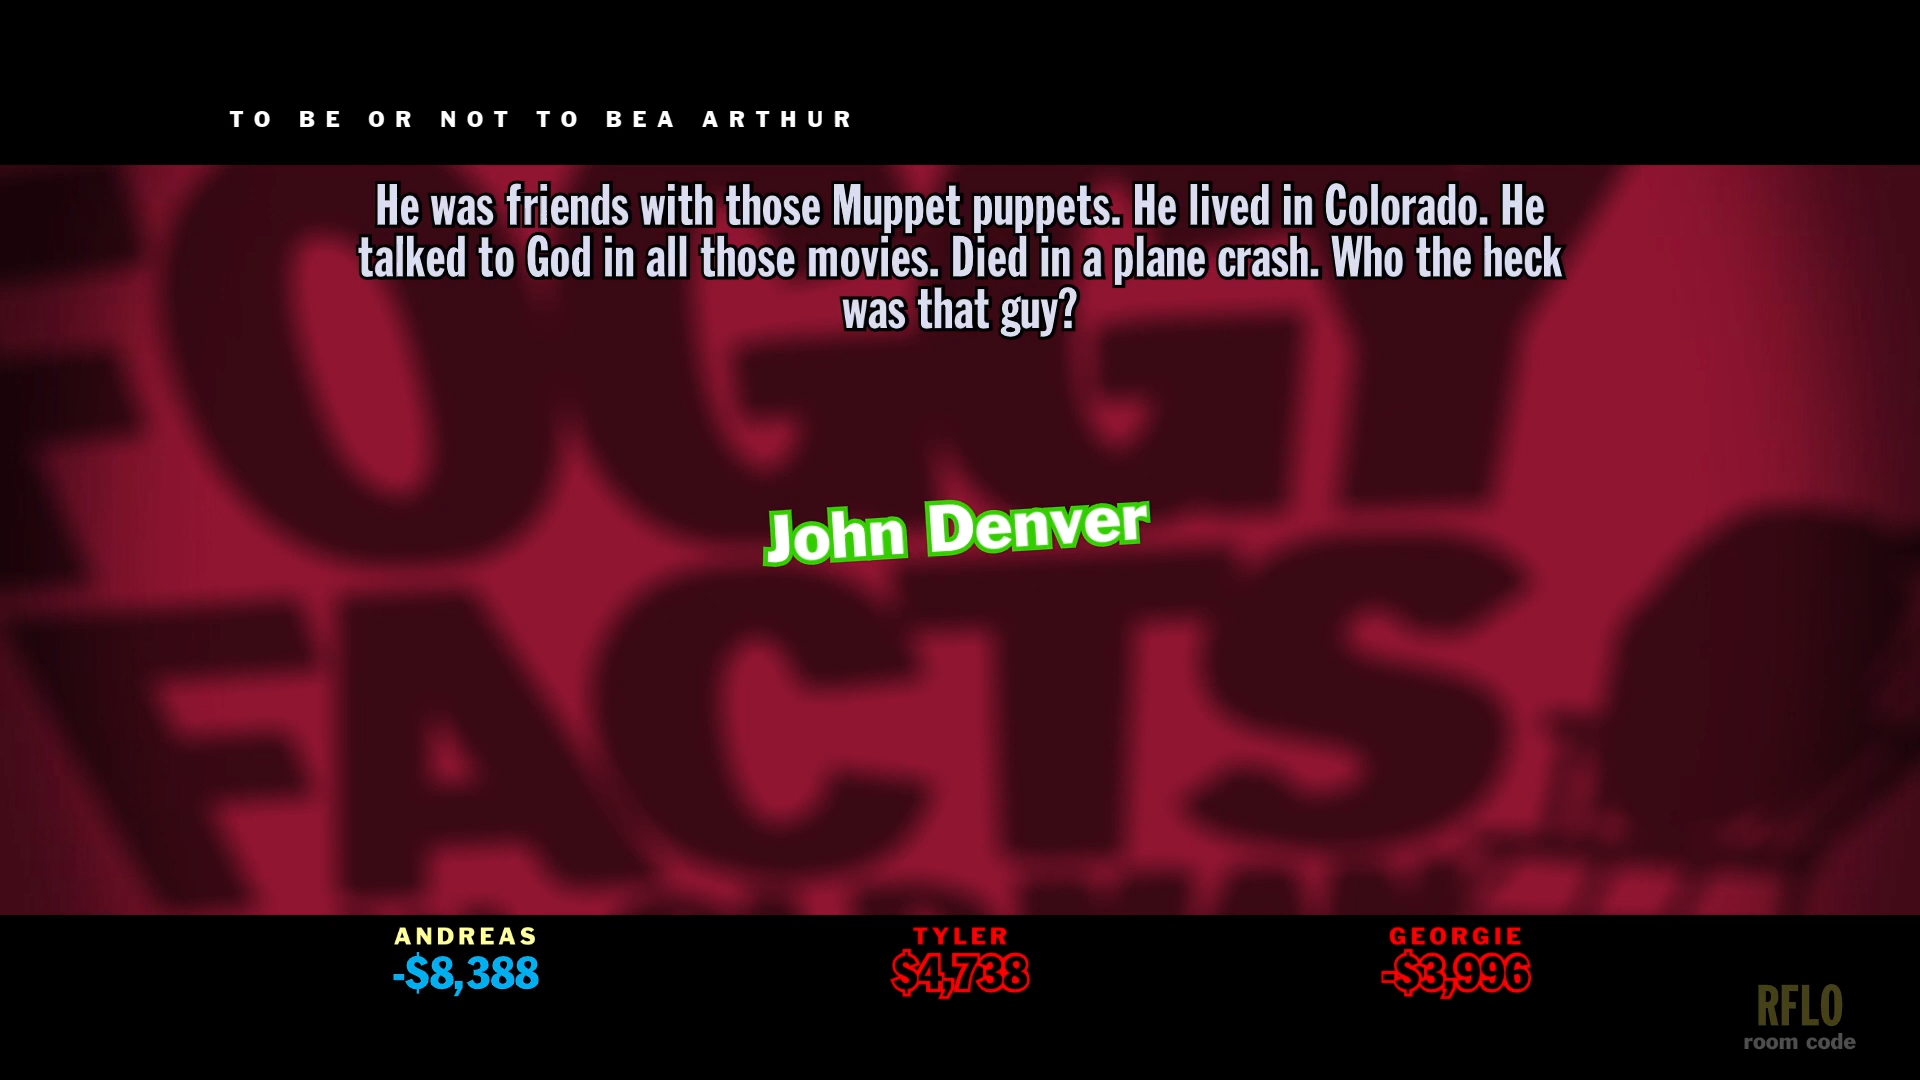 TO BE OR NOT TO BEA ARTHUR
He was friends with those Muppet puppets. He lived in Colorado. He
talked to God in all those movies. Died in a plane crash. Who the heck
was that guy?
John Denver
FOGGY
FACTS
ANDREAS
TYLER
GEORGIE
-$8,388
$4,738
-$3,996
RFLO
room code